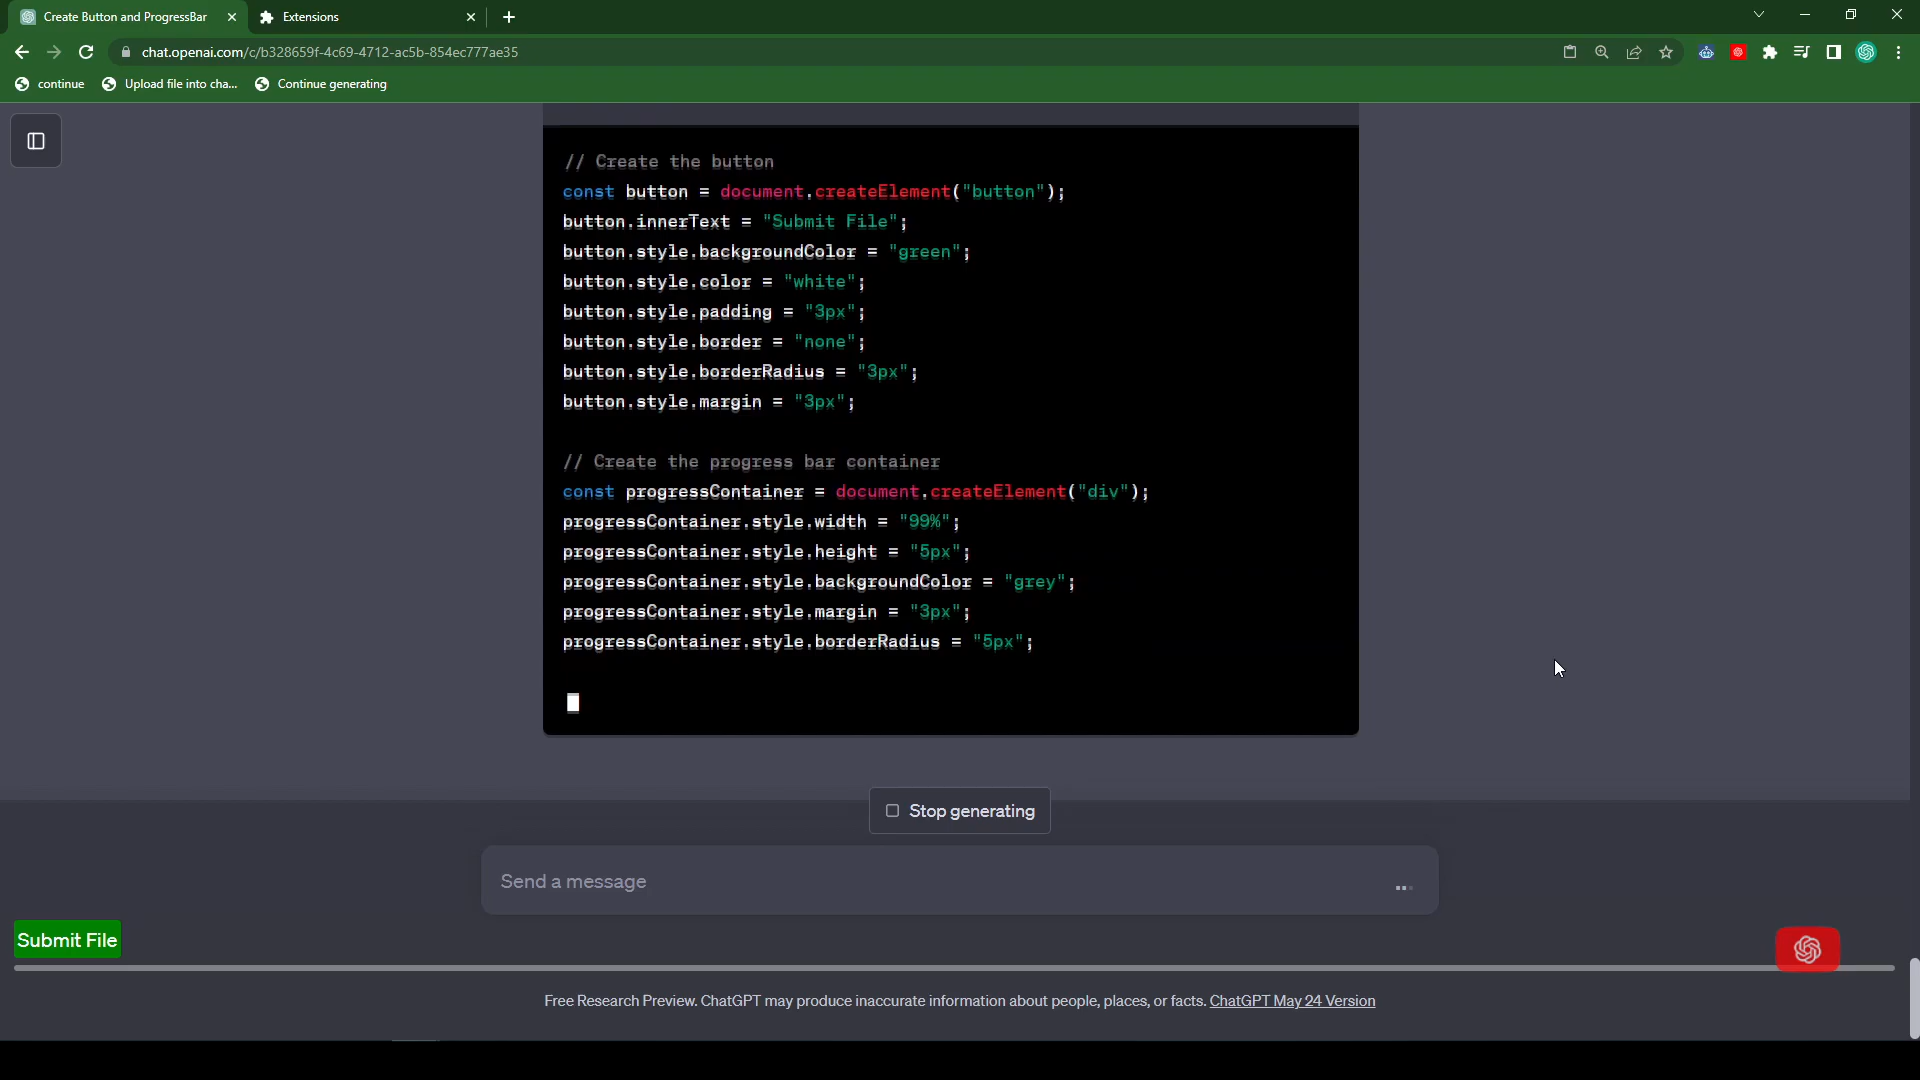 Create Button and ProgressBar
Extensions
chat.openai.com/c/b328659f-4c69-4712-ac5b-854ec777ae35
continue
Upload file into cha...
Continue generating
// Create the button
const button = document.createElement("button");
button.innerText = "Submit File";
button.style.backgroundColor = "green";
button.style.color = "white";
button.style.padding = "3px";
button.style.border = "none";
button.style.borderRadius = "3px";
button.style.margin = "3px";
// Create the progress bar container
const progressContainer = document.createElement("div");
progressContainer.style.width = "99%";
progressContainer.style.height = "5px";
progressContainer.style.backgroundColor = "grey";
progressContainer.style.margin = "3px";
progressContainer.style.borderRadius = "5px";
Stop generating
Send a message
Submit File
Free Research Preview. ChatGPT may produce inaccurate information about people, places, or facts. ChatGPT May 24 Version